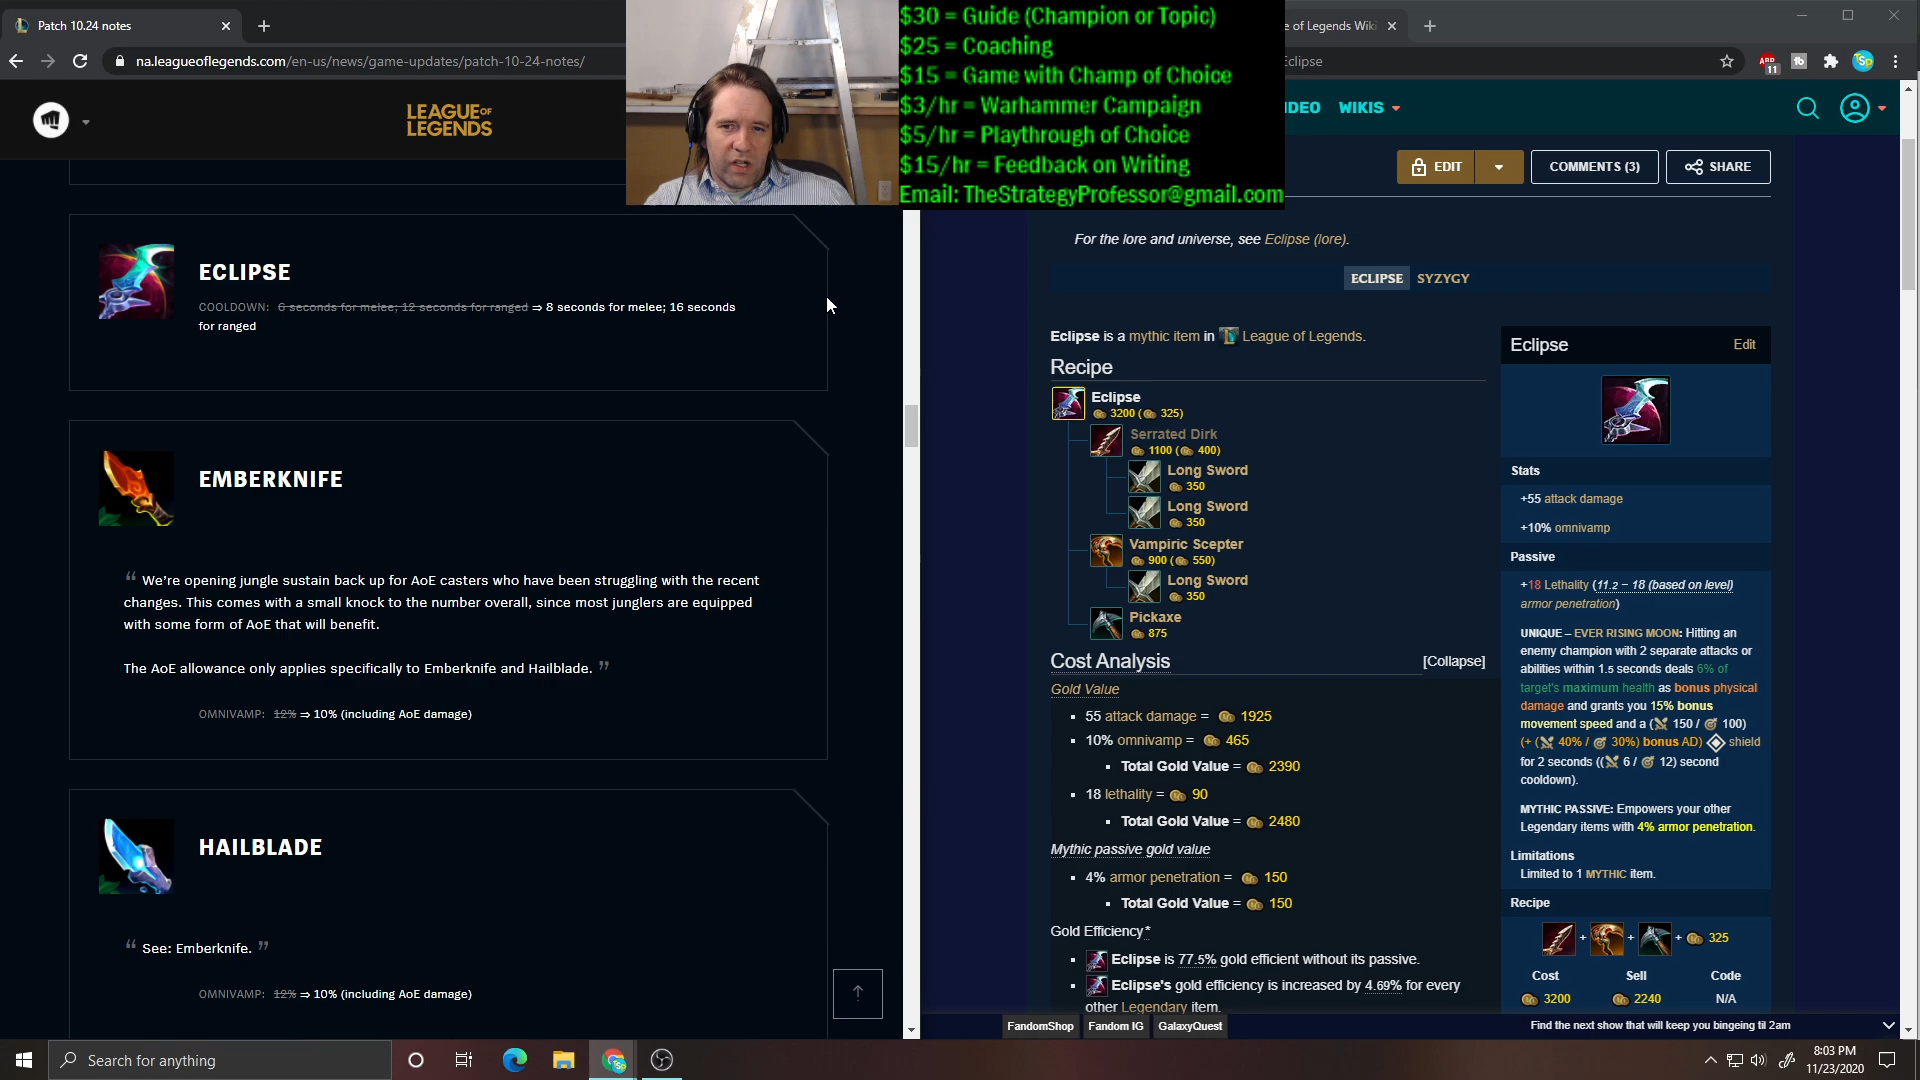 Patch 10.24 notes
e of Legends Wiki
na.leagueoflegends.com/en-us/news/game-updates/patch-10-24-notes/
Eclipse
$30 = Guide (Champion or Topic)
$25 = Coaching
$15 = Game with Champ of Choice
$3/hr = Warhammer Campaign
$5/hr = Playthrough of Choice
$15/hr = Feedback on Writing
Email: TheStrategyProfessor@gmail.com
LEAGUE OF
LEGENDS
IDEO WIKIS
EDIT
COMMENTS (3)
SHARE
ECLIPSE
COOLDOWN: 6 seconds for melee; 12 seconds for ranged ⇒ 8 seconds for melee; 16 seconds
for ranged
EMBERKNIFE
“ We’re opening jungle sustain back up for AoE casters who have been struggling with the recent
changes. This comes with a small knock to the number overall, since most junglers are equipped
with some form of AoE that will benefit.
The AoE allowance only applies specifically to Emberknife and Hailblade. ”
OMNIVAMP: 12% ⇒ 10% (including AoE damage)
HAILBLADE
“ See: Emberknife. ”
OMNIVAMP: 12% ⇒ 10% (including AoE damage)
For the lore and universe, see Eclipse (lore).
ECLIPSE SYZYGY
Eclipse is a mythic item in League of Legends.
Recipe
Eclipse
3200 ( 325)
Serrated Dirk
1100 ( 400)
Long Sword
350
Long Sword
350
Vampiric Scepter
900 ( 550)
Long Sword
350
Pickaxe
875
Cost Analysis [Collapse]
Gold Value
55 attack damage = 1925
10% omnivamp = 465
Total Gold Value = 2390
18 lethality = 90
Total Gold Value = 2480
Mythic passive gold value
4% armor penetration = 150
Total Gold Value = 150
Gold Efficiency*
Eclipse is 77.5% gold efficient without its passive.
Eclipse's gold efficiency is increased by 4.69% for every
other Legendary item.
Eclipse Edit
Stats
+55 attack damage
+10% omnivamp
Passive
+18 Lethality (11.2 – 18 (based on level)
armor penetration)
UNIQUE – EVER RISING MOON: Hitting an
enemy champion with 2 separate attacks or
abilities within 1.5 seconds deals 6% of
target's maximum health as bonus physical
damage and grants you 15% bonus
movement speed and a ( 150 / 100)
(+ ( 40% / 30%) bonus AD) shield
for 2 seconds (( 6 / 12) second
cooldown).
MYTHIC PASSIVE: Empowers your other
Legendary items with 4% armor penetration.
Limitations
Limited to 1 MYTHIC item.
Recipe
+ + + 325
Cost Sell Code
3200 2240 N/A
FandomShop Fandom IG GalaxyQuest
Find the next show that will keep you bingeing til 2am
Search for anything
8:03 PM
11/23/2020